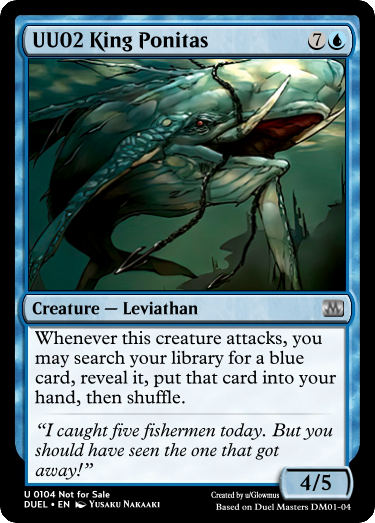 UU02 King Ponitas 7
Creature — Leviathan
Whenever this creature attacks, you
may search your library for a blue
card, reveal it, put that card into your
hand, then shuffle.
“I caught five fishermen today. But you
should have seen the one that got
away!”
4/5
U 0104 Not for Sale
DUEL • EN Yusaku Nakaaki
Created by u/Glowmus
Based on Duel Masters DM01-04